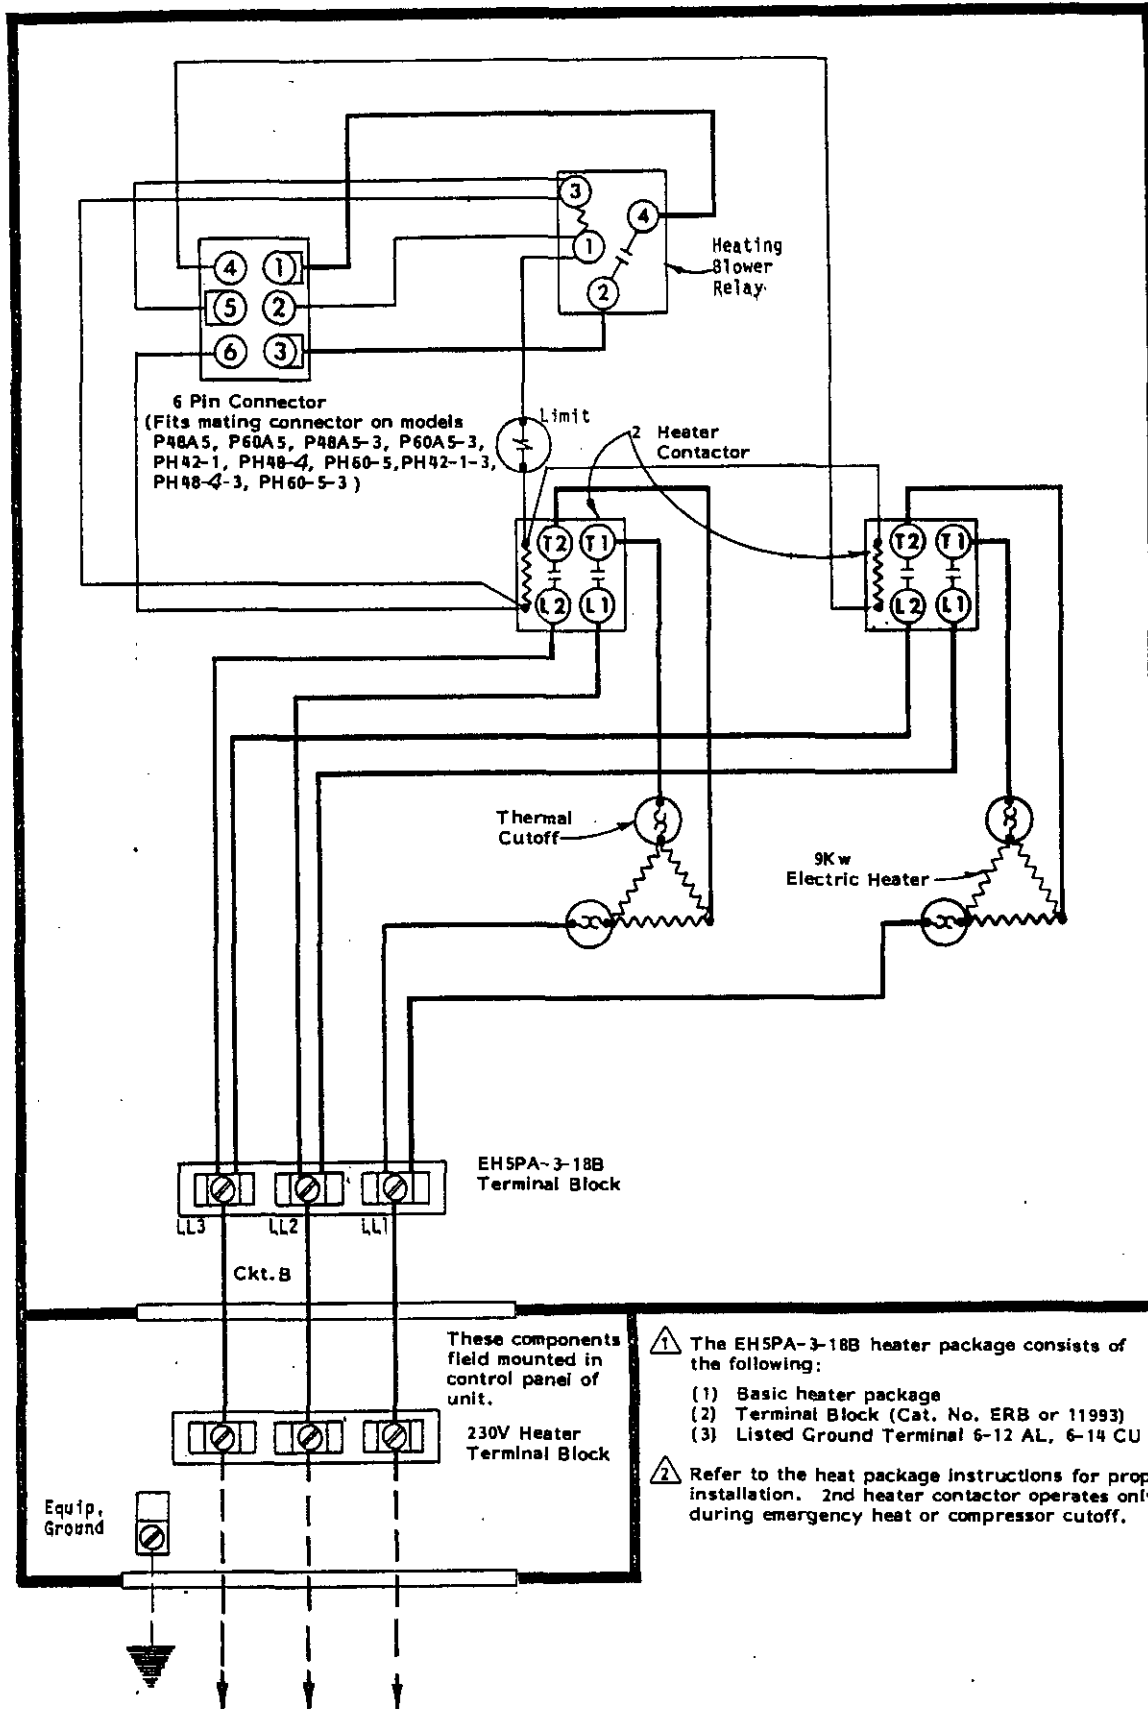 3
4
1
2
Heating
Blower
Relay
4 1
5 2
6 3
6 Pin Connector
(Fits mating connector on models
P48A5, P60A5, P48A5-3, P60A5-3,
PH42-1, PH48-4, PH60-5, PH42-1-3,
PH48-4-3, PH60-5-3)
Limit
2 Heater
Contactor
T2 T1
L2 L1
T2 T1
L2 L1
Thermal
Cutoff
9Kw
Electric Heater
EH5PA-3-18B
Terminal Block
LL3 LL2 LL1
Ckt. B
These components
field mounted in
control panel of
unit.
230V Heater
Terminal Block
Equip.
Ground
1 The EH5PA-3-18B heater package consists of
the following:
(1) Basic heater package
(2) Terminal Block (Cat. No. ERB or 11993)
(3) Listed Ground Terminal 6-12 AL, 6-14 CU
2 Refer to the heat package instructions for prop
installation. 2nd heater contactor operates onl
during emergency heat or compressor cutoff.